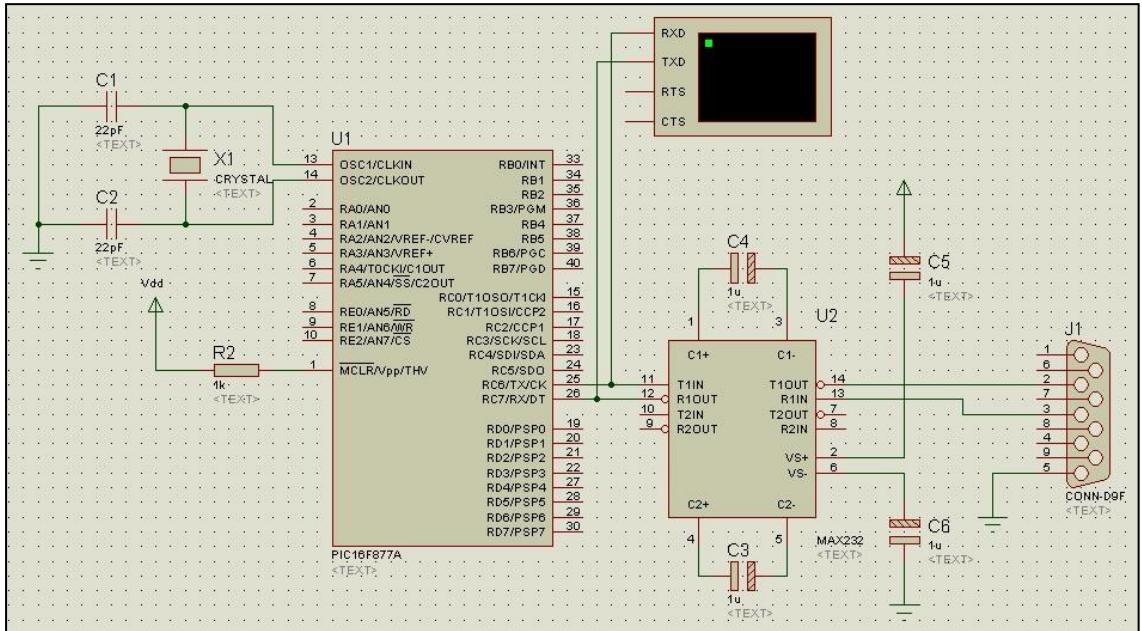 RXD
TXD
RTS
CTS
C1
22pF
<TEXT>
X1
CRYSTAL
<TEXT>
C2
22pF
<TEXT>
Vdd
R2
1k
<TEXT>
U1
13 OSC1/CLKIN
14 OSC2/CLKOUT
2 RA0/AN0
3 RA1/AN1
4 RA2/AN2/VREF-/CVREF
5 RA3/AN3/VREF+
6 RA4/T0CKI/C1OUT
7 RA5/AN4/SS/C2OUT
8 RE0/AN5/RD
9 RE1/AN6/WR
10 RE2/AN7/CS
1 MCLR/Vpp/THV
RB0/INT 33
RB1 34
RB2 35
RB3/PGM 36
RB4 37
RB5 38
RB6/PGC 39
RB7/PGD 40
RC0/T1OSO/T1CKI 15
RC1/T1OSI/CCP2 16
RC2/CCP1 17
RC3/SCK/SCL 18
RC4/SDI/SDA 23
RC5/SDO 24
RC6/TX/CK 25
RC7/RX/DT 26
RD0/PSP0 19
RD1/PSP1 20
RD2/PSP2 21
RD3/PSP3 22
RD4/PSP4 27
RD5/PSP5 28
RD6/PSP6 29
RD7/PSP7 30
PIC16F877A
<TEXT>
C4
1u
<TEXT>
U2
1 3
C1+ C1-
11 T1IN T1OUT 14
12 R1OUT R1IN 13
10 T2IN T2OUT 7
9 R2OUT R2IN 8
VS+ 2
VS- 6
C2+ C2-
4 5
MAX232
<TEXT>
C3
1u
<TEXT>
C5
1u
<TEXT>
C6
1u
<TEXT>
J1
1
6
2
7
3
8
4
9
5
CONN-D9F
<TEXT>